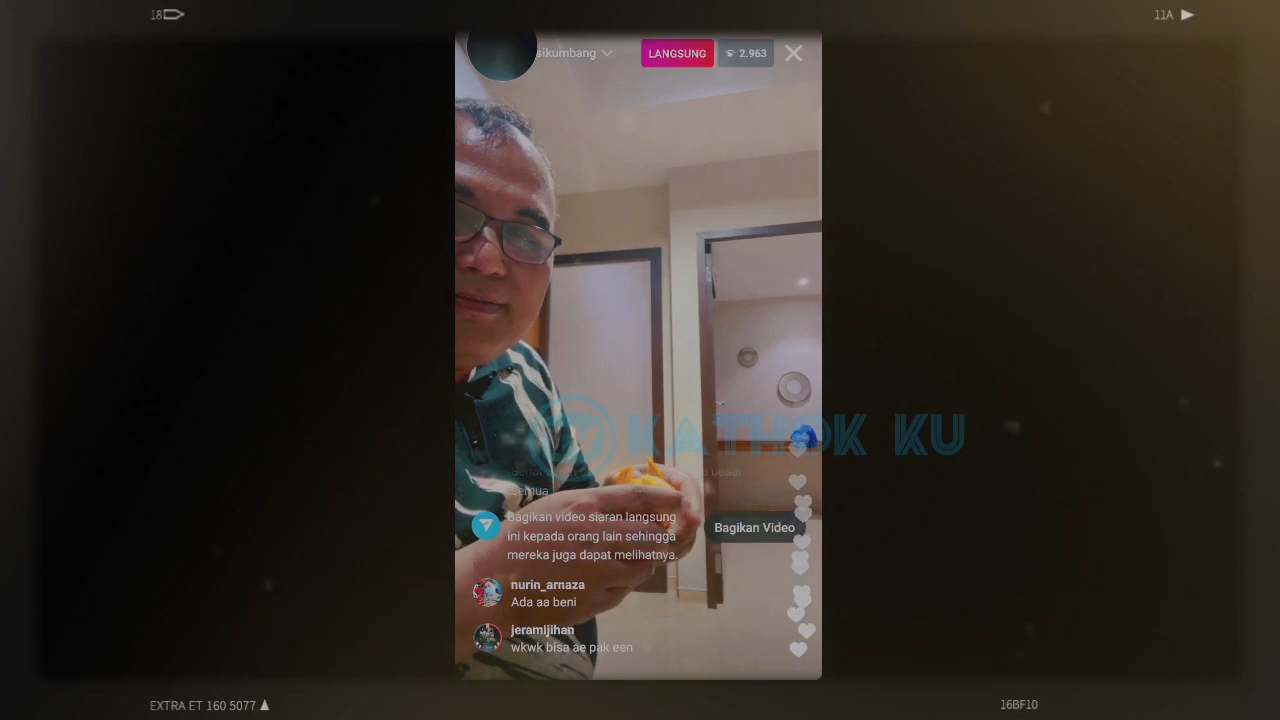 18
11A
sikumbang
LANGSUNG
2.963
KATHOK KU
besar
semua
Bagikan video siaran langsung
ini kepada orang lain sehingga
mereka juga dapat melihatnya.
Bagikan Video
nurin_arnaza
Ada aa beni
jeramijihan
wkwk bisa ae pak een
EXTRA ET 160 5077
16BF10